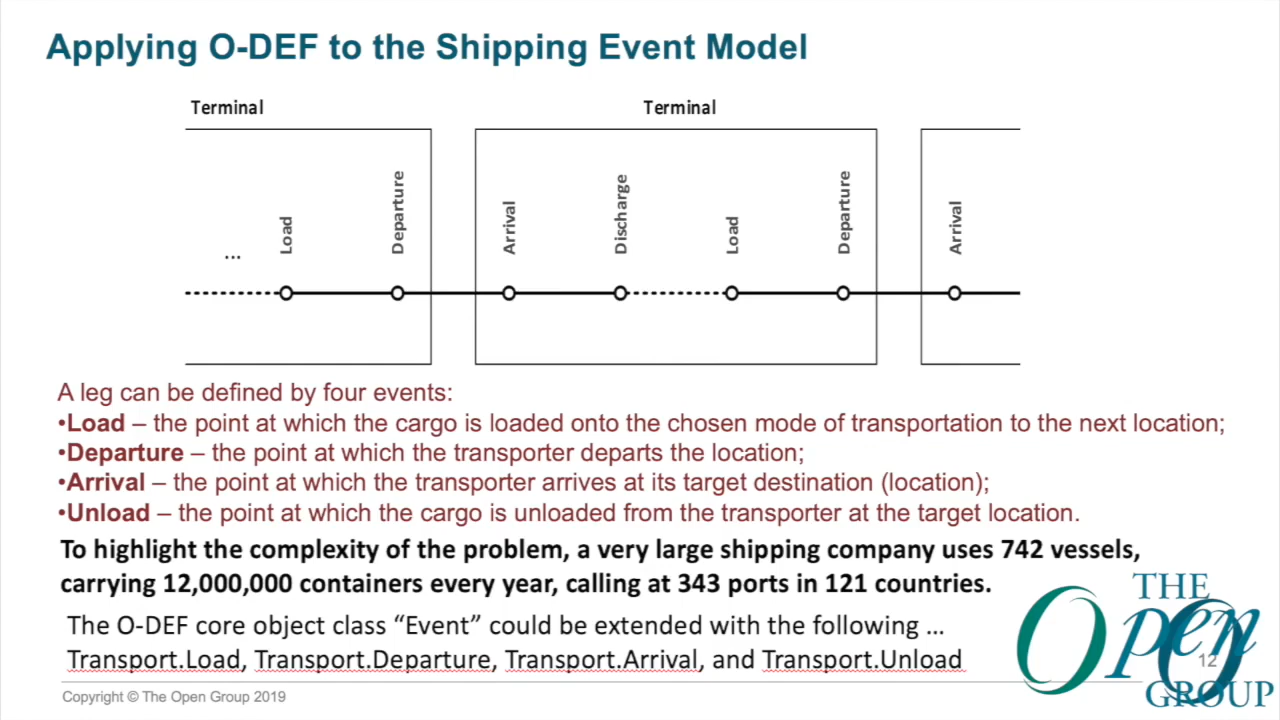 Applying O-DEF to the Shipping Event Model
Terminal
Terminal
...
Load
Departure
Arrival
Discharge
Load
Departure
Arrival
A leg can be defined by four events:
•Load – the point at which the cargo is loaded onto the chosen mode of transportation to the next location;
•Departure – the point at which the transporter departs the location;
•Arrival – the point at which the transporter arrives at its target destination (location);
•Unload – the point at which the cargo is unloaded from the transporter at the target location.
To highlight the complexity of the problem, a very large shipping company uses 742 vessels,
carrying 12,000,000 containers every year, calling at 343 ports in 121 countries.
The O-DEF core object class “Event” could be extended with the following ...
Transport.Load, Transport.Departure, Transport.Arrival, and Transport.Unload
THE
Open
GROUP
12
Copyright © The Open Group 2019